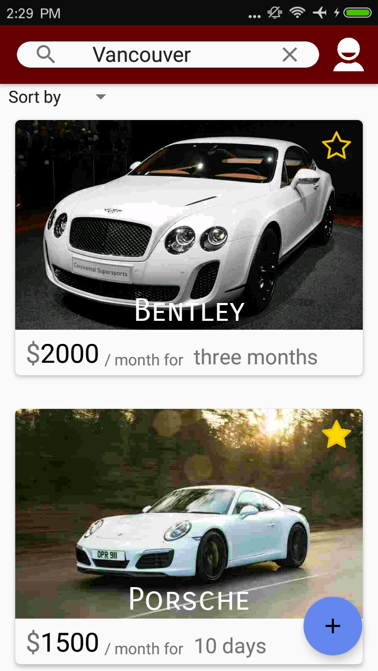 2:29 PM
Vancouver
Sort by
Continental Supersports
BENTLEY
$2000 / month for three months
OPR 911
PORSCHE
$1500 / month for 10 days
+